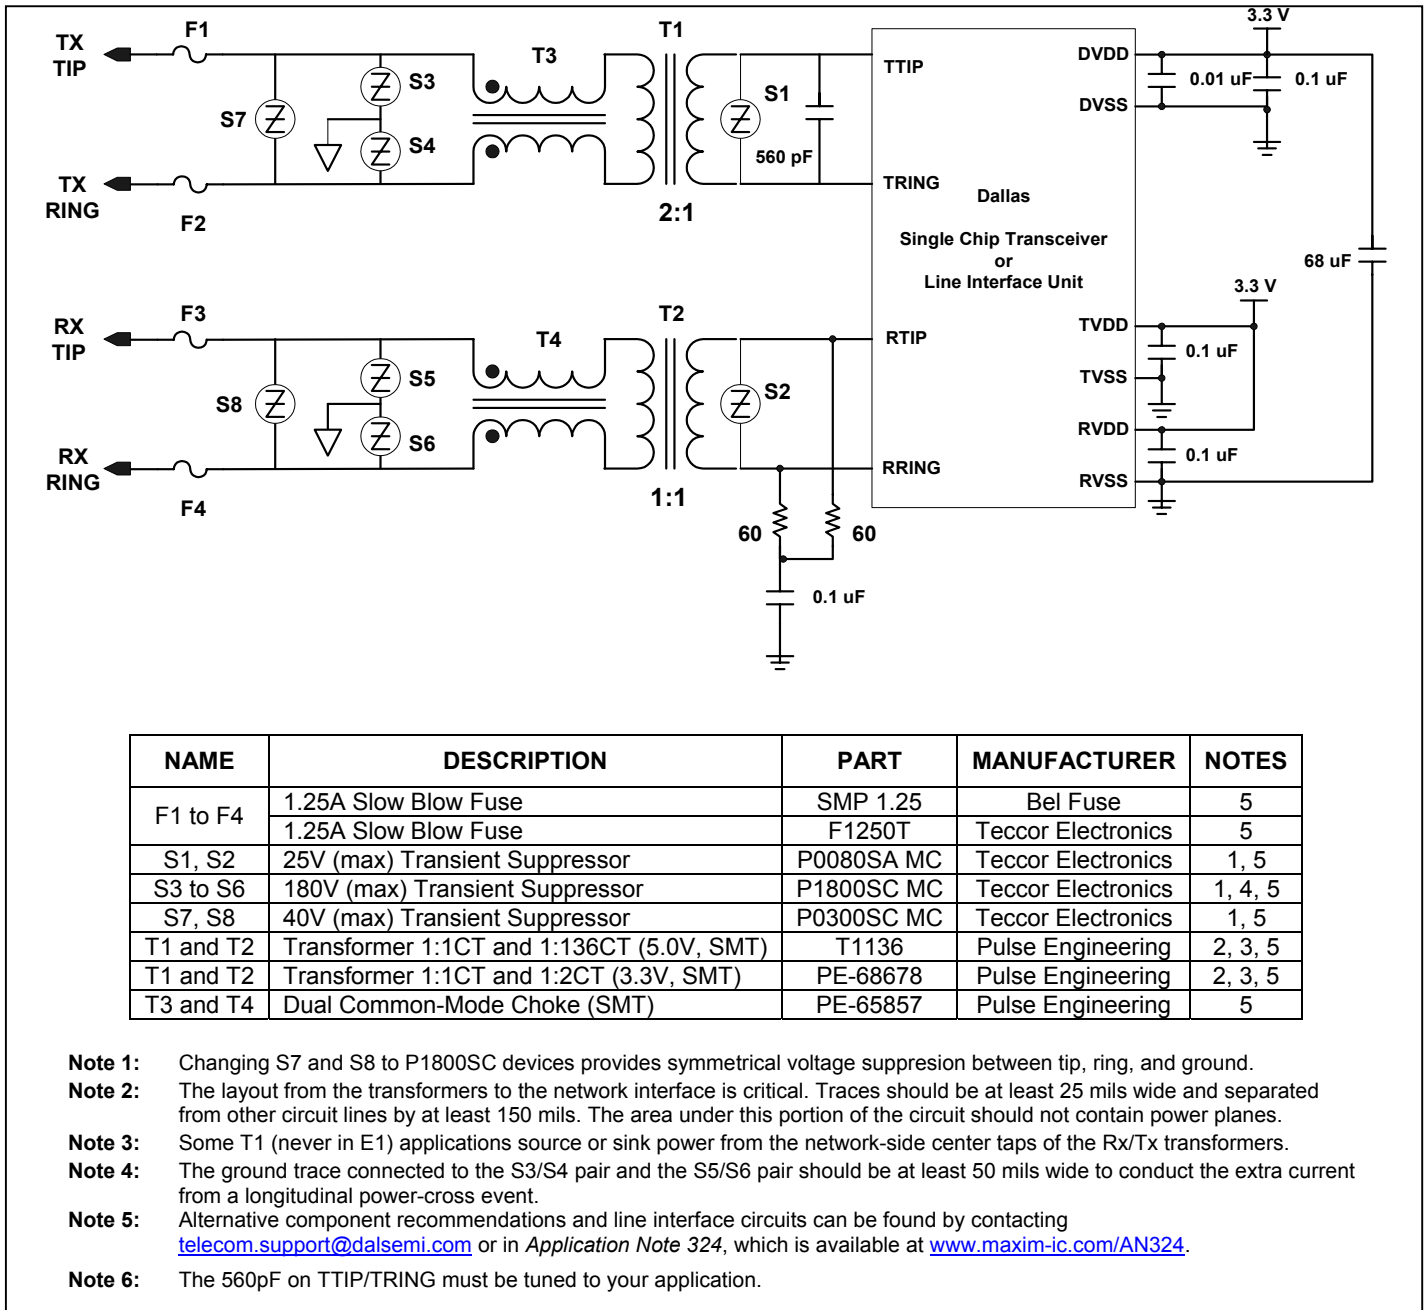 3.3 V
F1
T1
TX
TIP
T3
TTIP
DVDD
0.01 uF
0.1 uF
S3
S1
S7
DVSS
S4
560 pF
TX
RING
TRING
Dallas
F2
2:1
Single Chip Transceiver
or
Line Interface Unit
68 uF
3.3 V
F3
T2
RX
TIP
T4
RTIP
TVDD
0.1 uF
S5
TVSS
S8
S2
S6
RVDD
0.1 uF
RX
RING
RRING
RVSS
F4
1:1
60
60
0.1 uF
NAME DESCRIPTION PART MANUFACTURER NOTES
F1 to F4 1.25A Slow Blow Fuse SMP 1.25 Bel Fuse 5
1.25A Slow Blow Fuse F1250T Teccor Electronics 5
S1, S2 25V (max) Transient Suppressor P0080SA MC Teccor Electronics 1, 5
S3 to S6 180V (max) Transient Suppressor P1800SC MC Teccor Electronics 1, 4, 5
S7, S8 40V (max) Transient Suppressor P0300SC MC Teccor Electronics 1, 5
T1 and T2 Transformer 1:1CT and 1:136CT (5.0V, SMT) T1136 Pulse Engineering 2, 3, 5
T1 and T2 Transformer 1:1CT and 1:2CT (3.3V, SMT) PE-68678 Pulse Engineering 2, 3, 5
T3 and T4 Dual Common-Mode Choke (SMT) PE-65857 Pulse Engineering 5
Note 1: Changing S7 and S8 to P1800SC devices provides symmetrical voltage suppresion between tip, ring, and ground.
Note 2: The layout from the transformers to the network interface is critical. Traces should be at least 25 mils wide and separated
from other circuit lines by at least 150 mils. The area under this portion of the circuit should not contain power planes.
Note 3: Some T1 (never in E1) applications source or sink power from the network-side center taps of the Rx/Tx transformers.
Note 4: The ground trace connected to the S3/S4 pair and the S5/S6 pair should be at least 50 mils wide to conduct the extra current
from a longitudinal power-cross event.
Note 5: Alternative component recommendations and line interface circuits can be found by contacting
telecom.support@dalsemi.com or in Application Note 324, which is available at www.maxim-ic.com/AN324.
Note 6: The 560pF on TTIP/TRING must be tuned to your application.